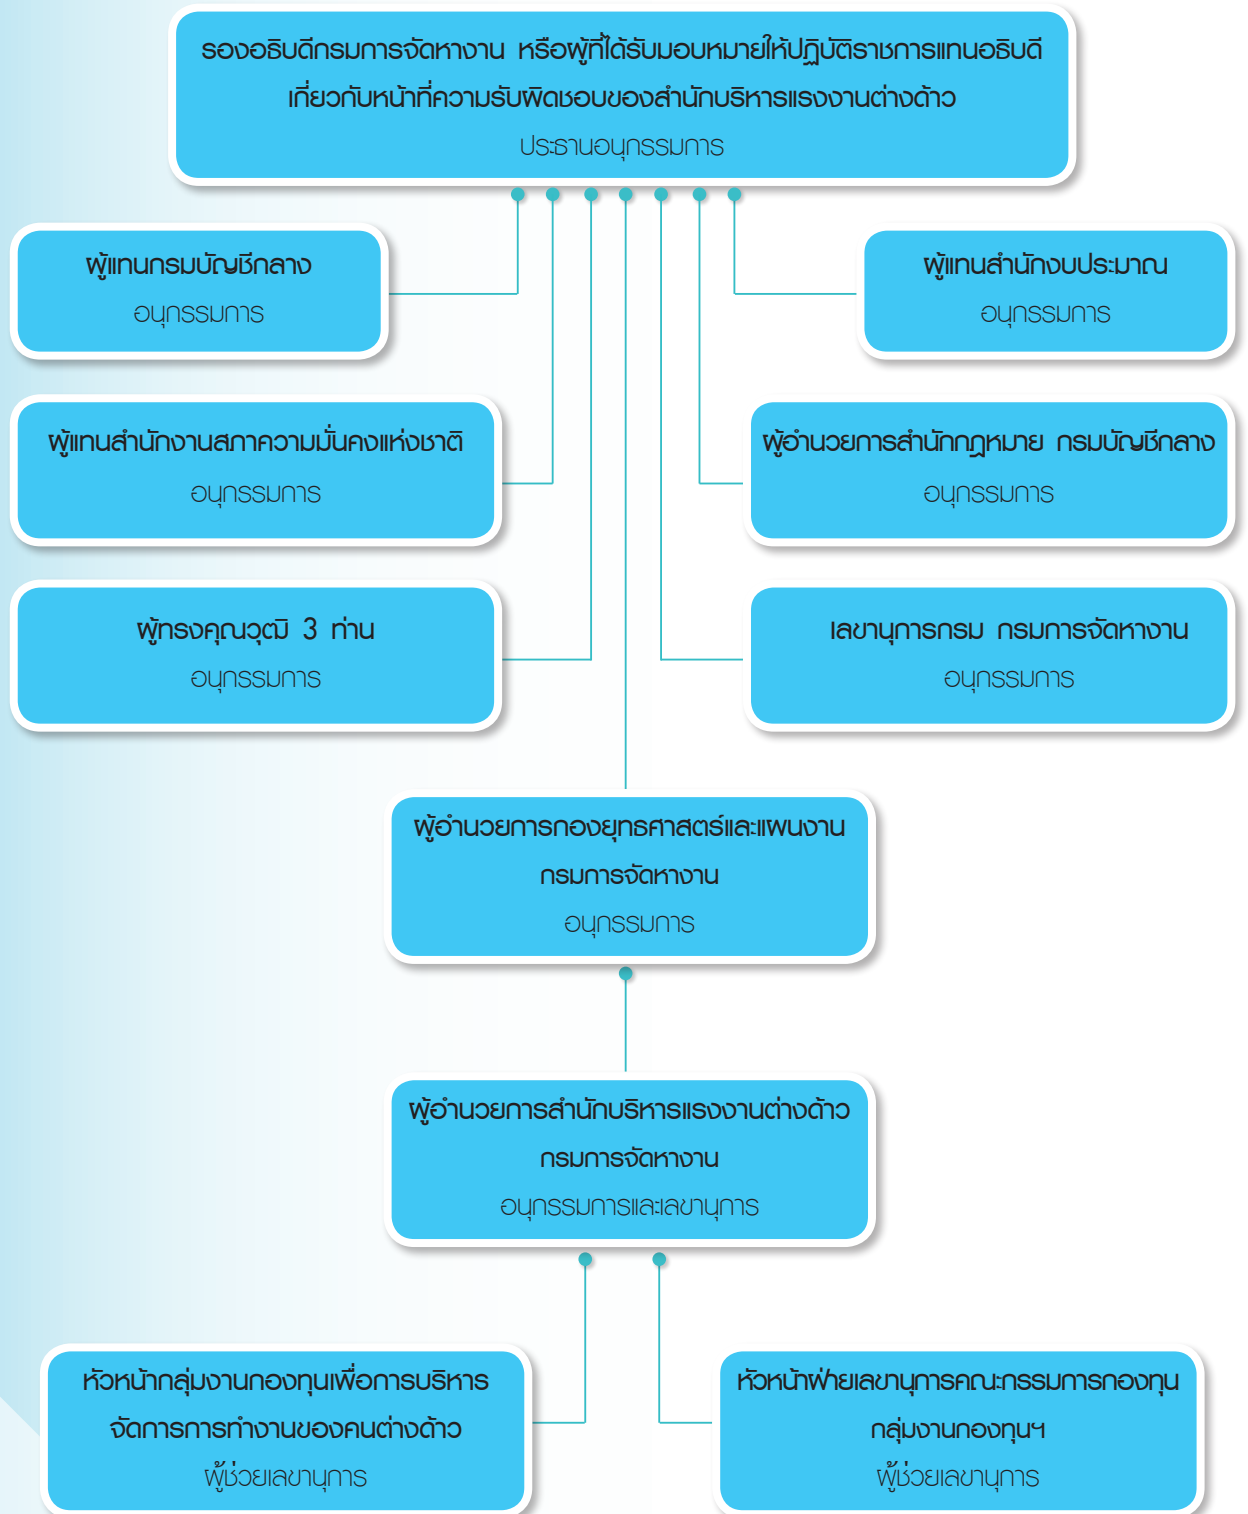 รองอธิบดีกรมการจัดหางาน หรือผู้ที่ได้รับมอบหมายให้ปฏิบัติราชการแทนอธิบดี
เกี่ยวกับหน้าที่ความรับผิดชอบของสำนักบริหารแรงงานต่างด้าว
ประธานอนุกรรมการ
ผู้แทนกรมบัญชีกลาง
อนุกรรมการ
ผู้แทนสำนักงบประมาณ
อนุกรรมการ
ผู้แทนสำนักงานสภาความมั่นคงแห่งชาติ
อนุกรรมการ
ผู้อำนวยการสำนักกฎหมาย กรมบัญชีกลาง
อนุกรรมการ
ผู้ทรงคุณวุฒิ 3 ท่าน
อนุกรรมการ
เลขานุการกรม กรมการจัดหางาน
อนุกรรมการ
ผู้อำนวยการกองยุทธศาสตร์และแผนงาน
กรมการจัดหางาน
อนุกรรมการ
ผู้อำนวยการสำนักบริหารแรงงานต่างด้าว
กรมการจัดหางาน
อนุกรรมการและเลขานุการ
หัวหน้ากลุ่มงานกองทุนเพื่อการบริหาร
จัดการการทำงานของคนต่างด้าว
ผู้ช่วยเลขานุการ
หัวหน้าฝ่ายเลขานุการคณะกรรมการกองทุน
กลุ่มงานกองทุนฯ
ผู้ช่วยเลขานุการ